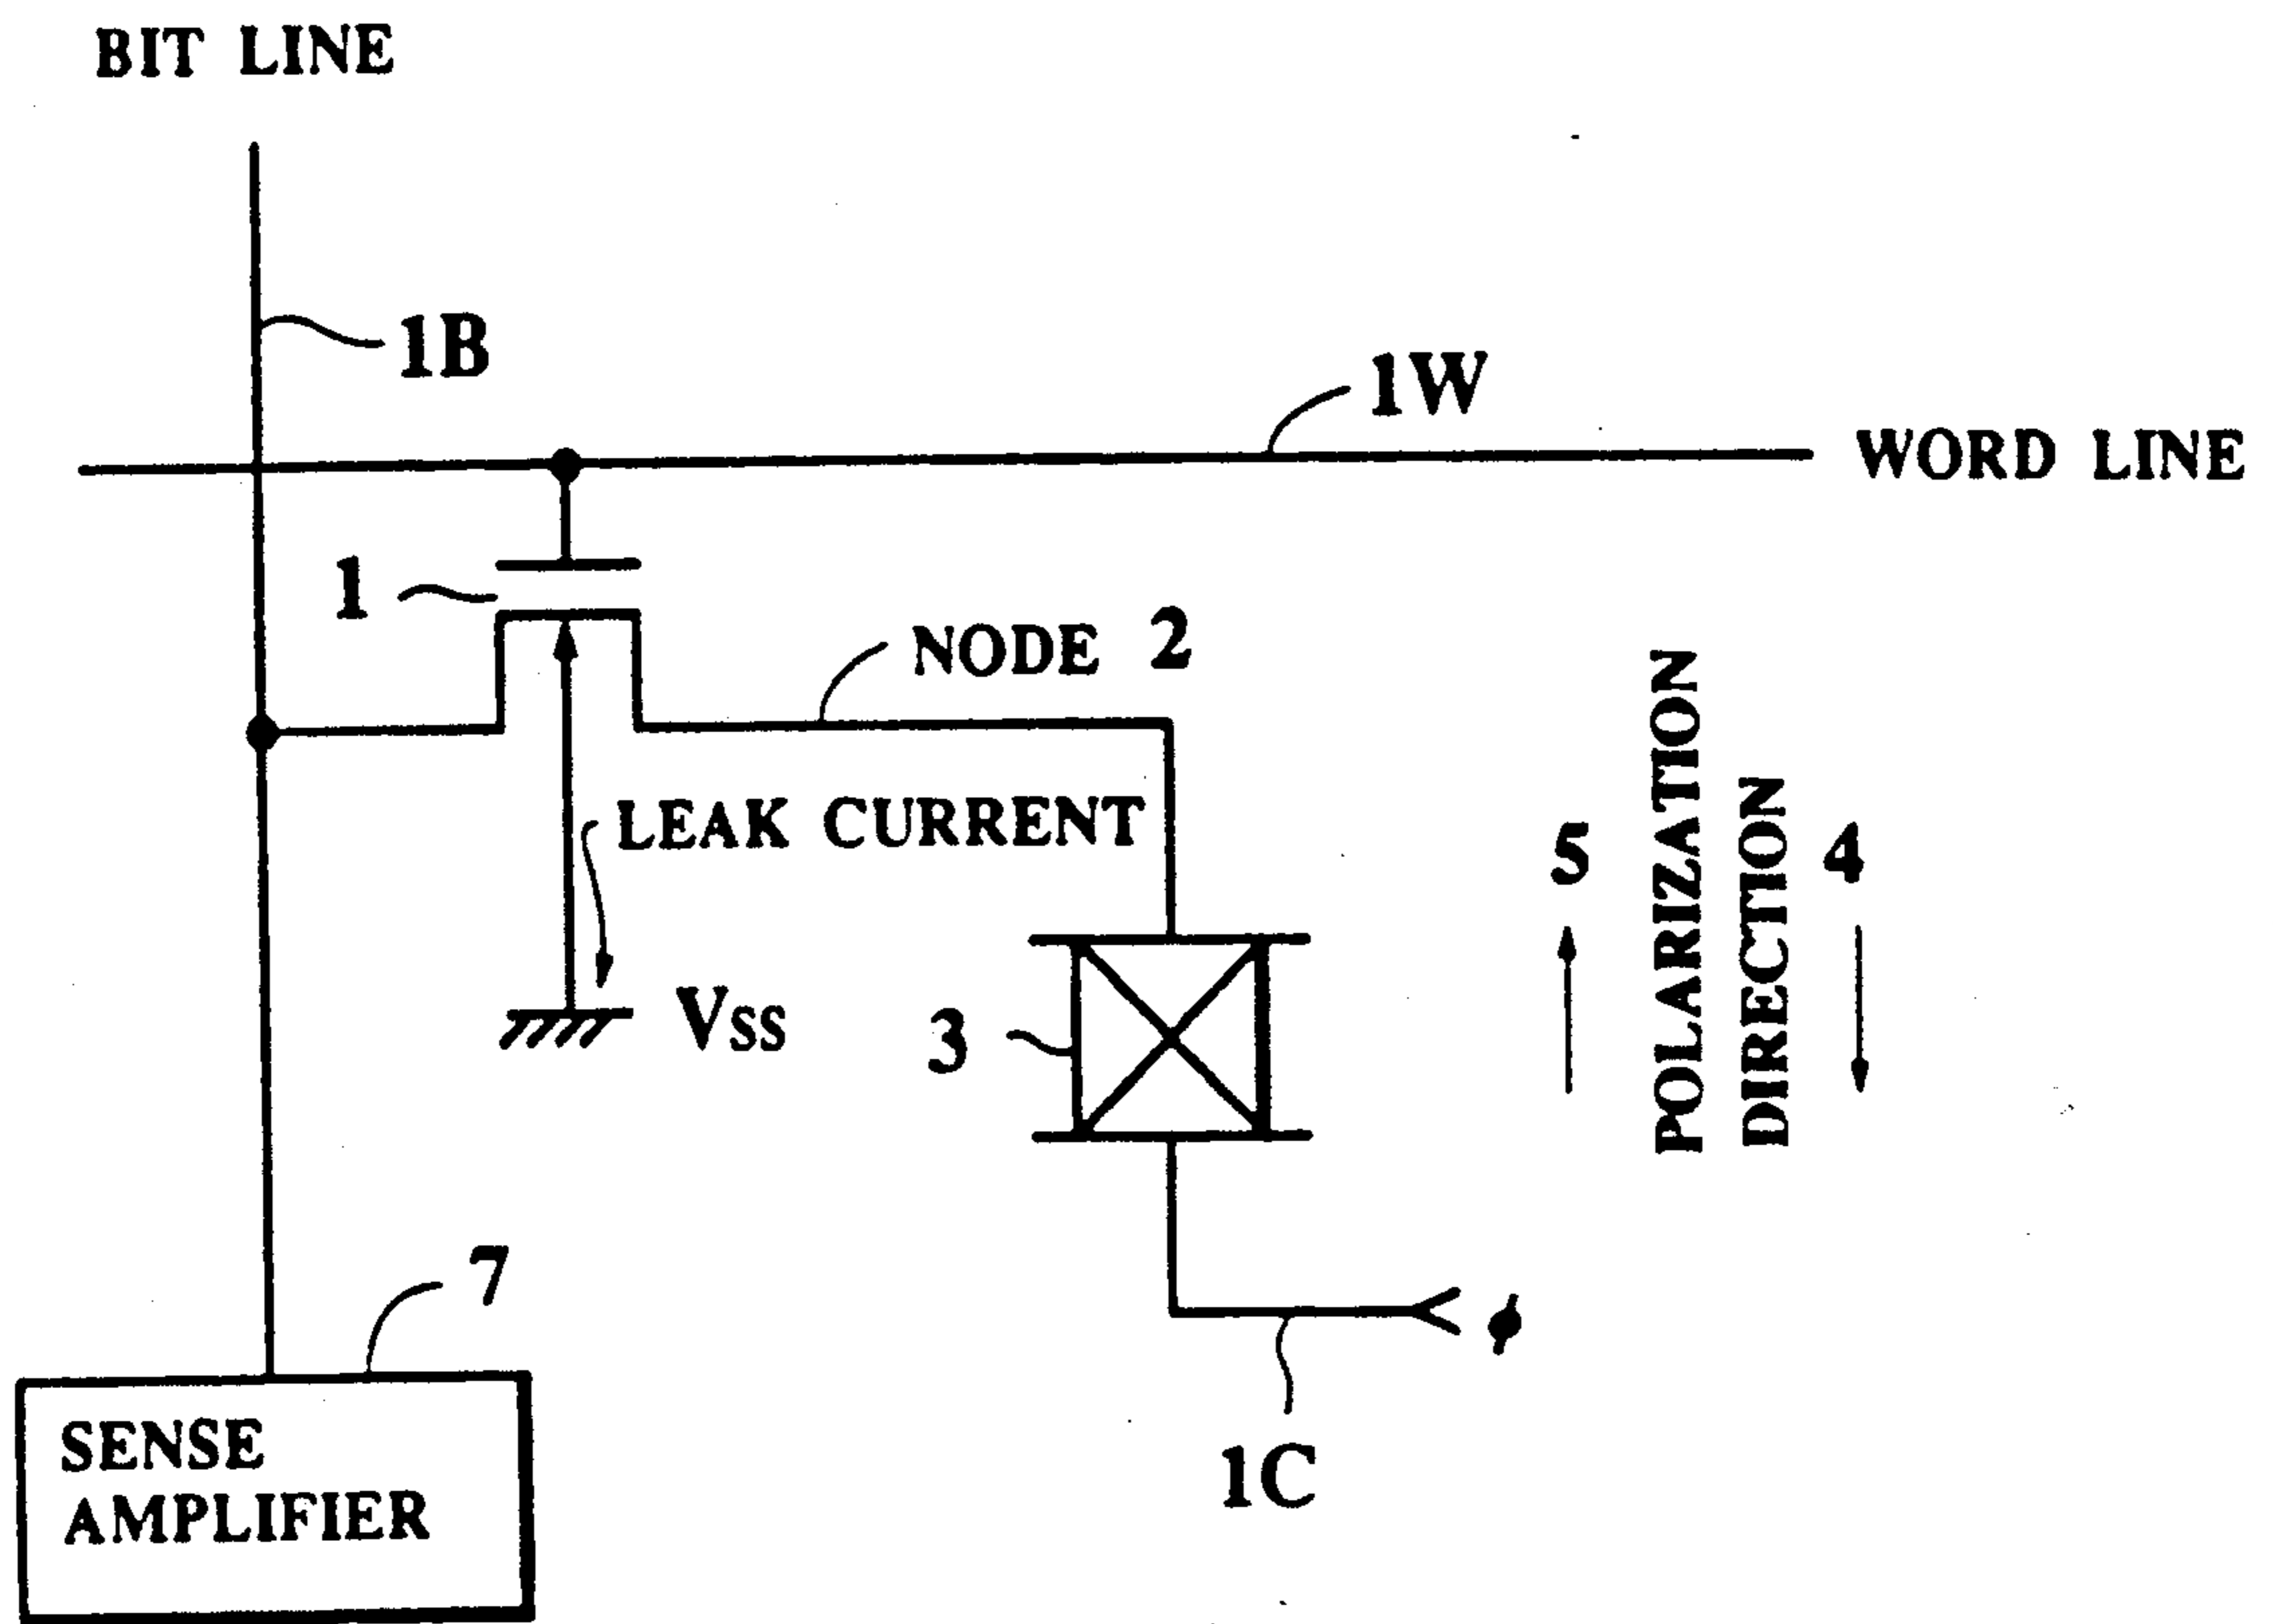 BIT LINE
1B
1W
WORD LINE
1
NODE 2
LEAK CURRENT
5
POLARIZATION
DIRECTION
4
VSS
3
7
ϕ
SENSE
AMPLIFIER
1C